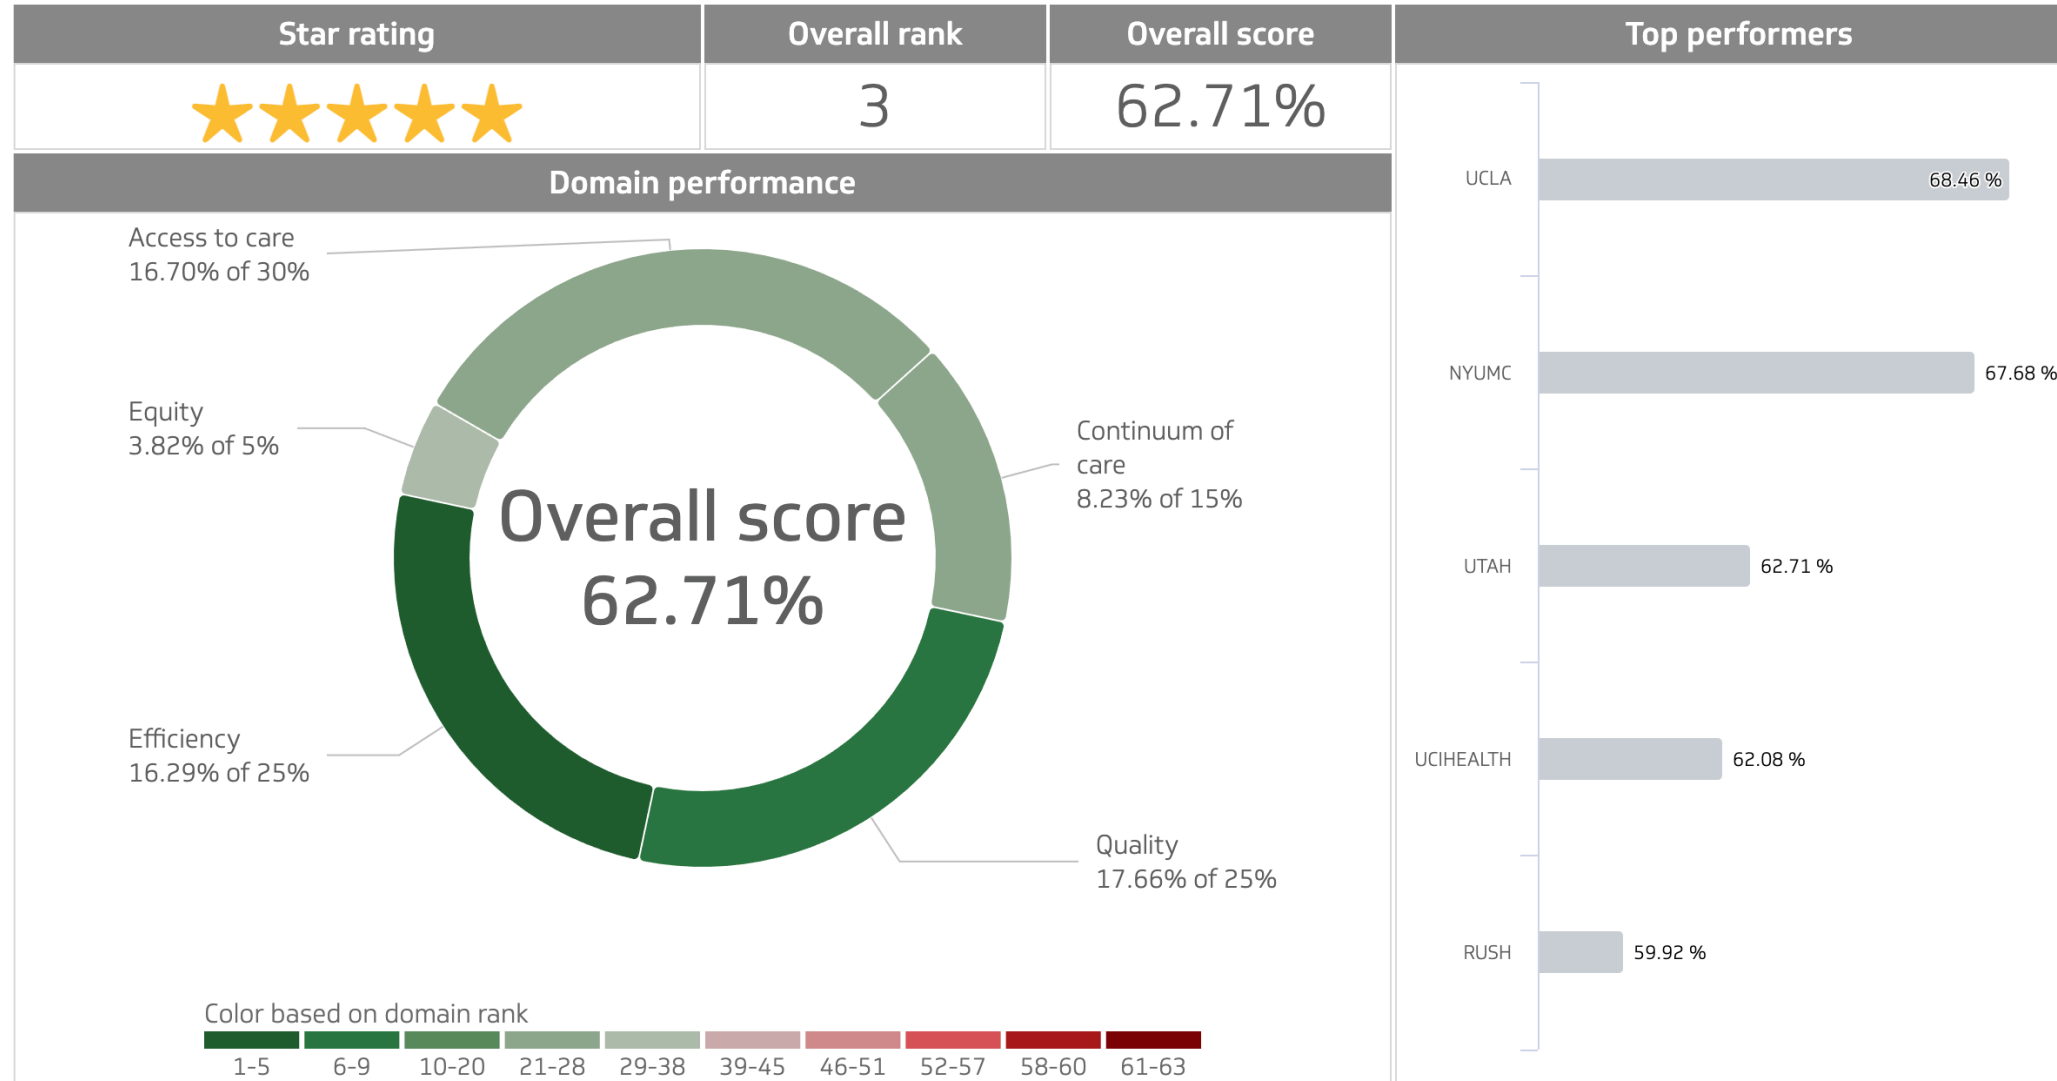 Star rating
Overall rank
Overall score
Top performers
3
62.71%
Domain performance
Access to care
16.70% of 30%
Equity
3.82% of 5%
Continuum of
care
8.23% of 15%
Overall score
62.71%
Efficiency
16.29% of 25%
Quality
17.66% of 25%
Color based on domain rank
1-5 6-9 10-20 21-28 29-38 39-45 46-51 52-57 58-60 61-63
UCLA 68.46 %
NYUMC 67.68 %
UTAH 62.71 %
UCIHEALTH 62.08 %
RUSH 59.92 %